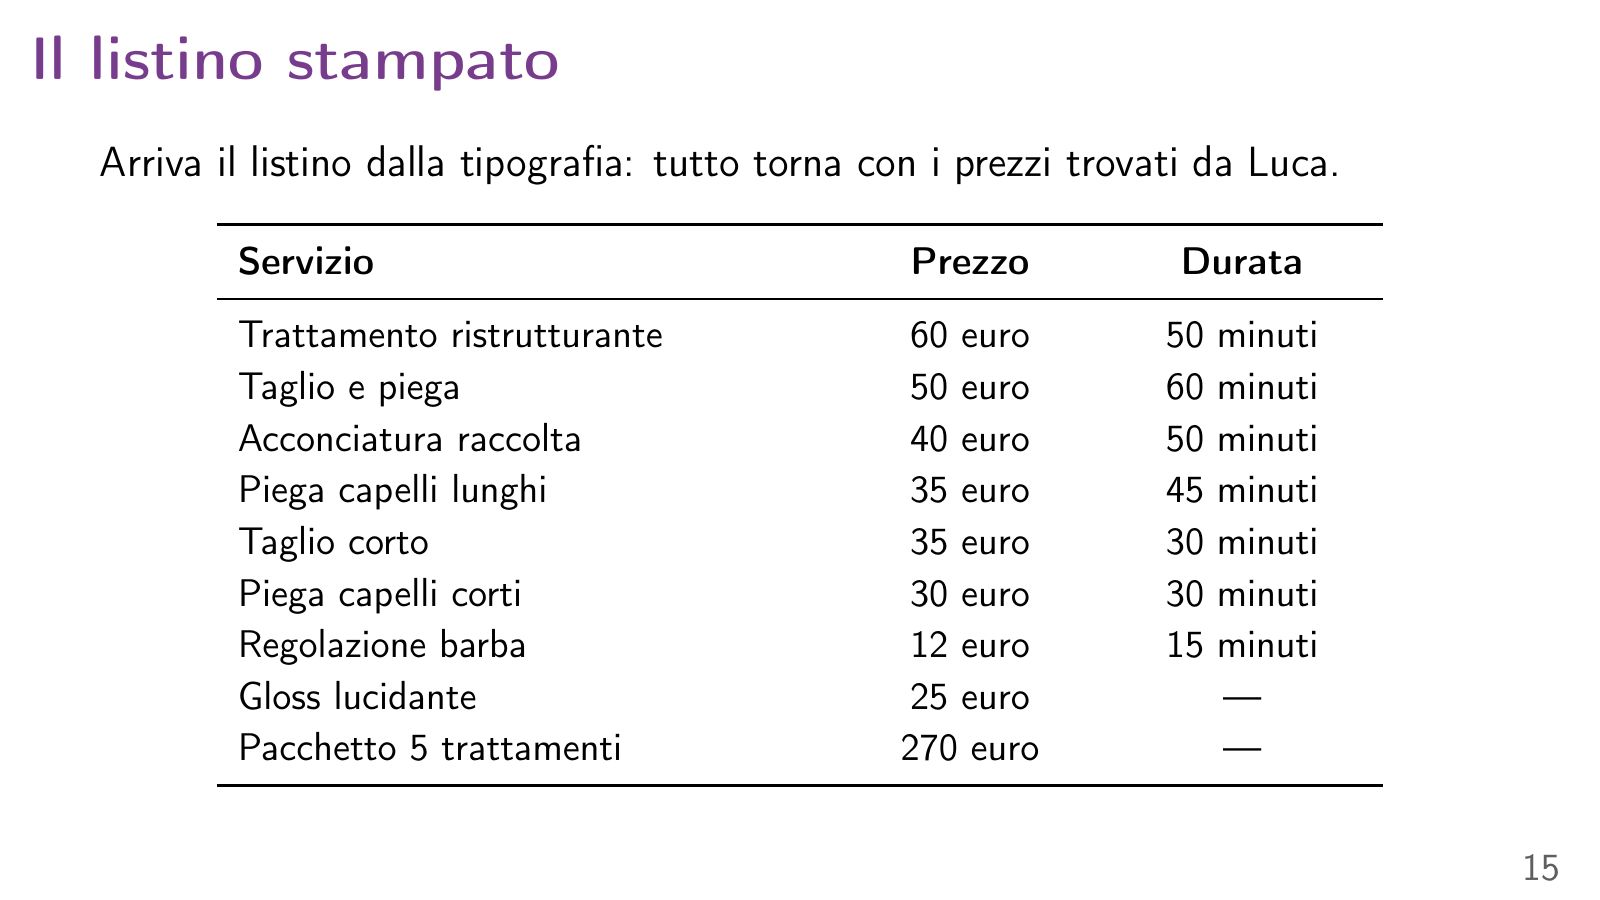 Il listino stampato
Arriva il listino dalla tipografia: tutto torna con i prezzi trovati da Luca.
Servizio Prezzo Durata
Trattamento ristrutturante 60 euro 50 minuti
Taglio e piega 50 euro 60 minuti
Acconciatura raccolta 40 euro 50 minuti
Piega capelli lunghi 35 euro 45 minuti
Taglio corto 35 euro 30 minuti
Piega capelli corti 30 euro 30 minuti
Regolazione barba 12 euro 15 minuti
Gloss lucidante 25 euro —
Pacchetto 5 trattamenti 270 euro —
15